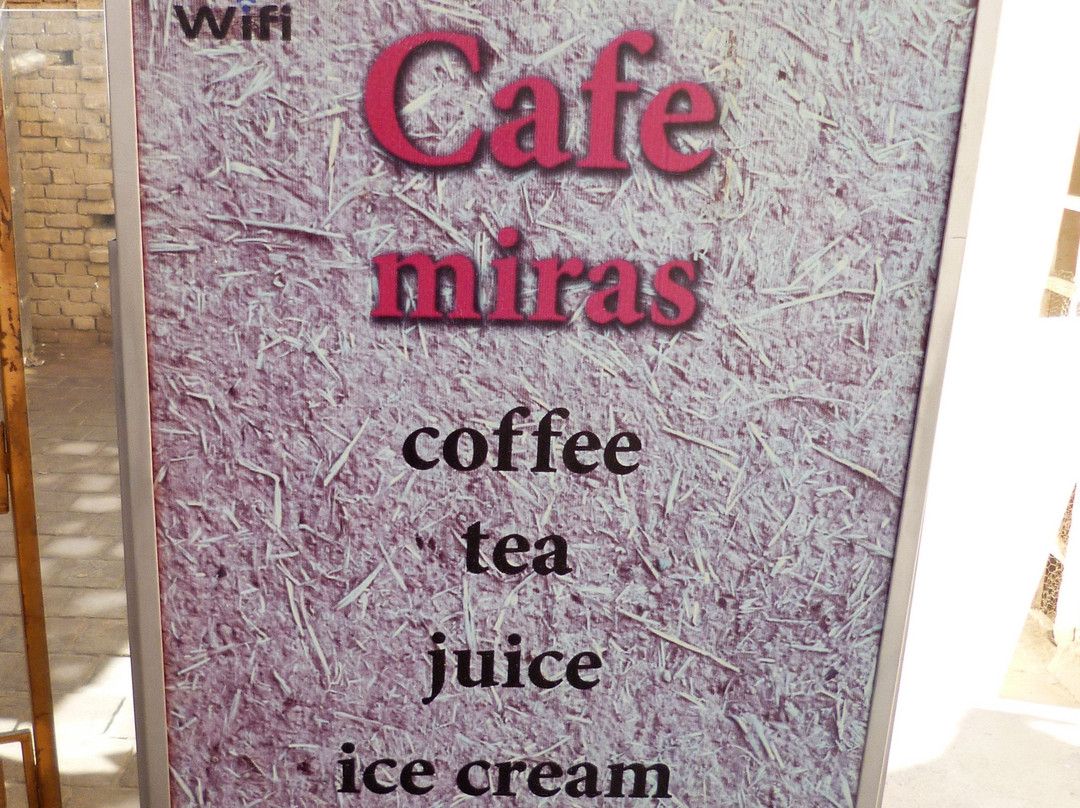 Wifi
Cafe
miras
coffee
tea
juice
ice cream